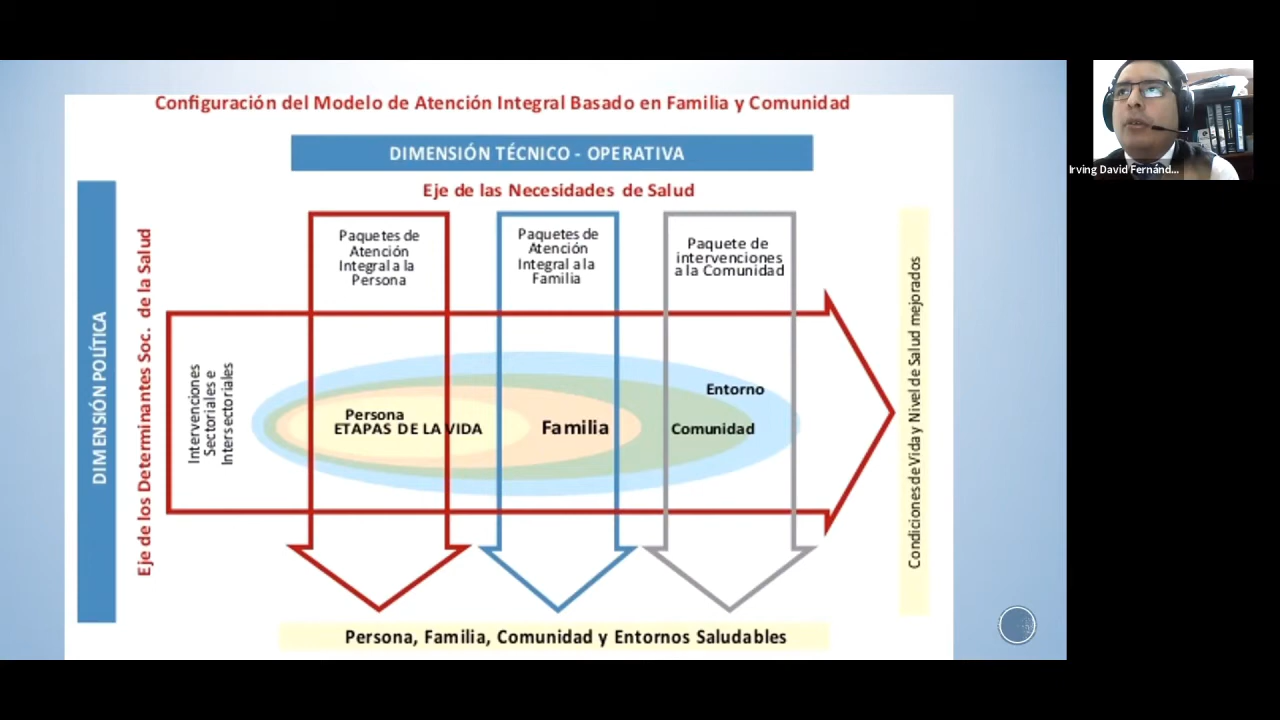 Configuración del Modelo de Atención Integral Basado en Familia y Comunidad
DIMENSIÓN TÉCNICO - OPERATIVA
Eje de las Necesidades de Salud
DIMENSIÓN POLÍTICA
Eje de los Determinantes Soc. de la Salud
Paquetes de
Atención
Integral a la
Persona
Paquetes de
Atención
Integral a la
Familia
Paquete de
intervenciones
a la Comunidad
Intervenciones
Sectoriales e
Intersectoriales
Entorno
Persona
ETAPAS DE LA VIDA
Familia
Comunidad
Condiciones de Vida y Nivel de Salud mejorados
Persona, Familia, Comunidad y Entornos Saludables
Irving David Fernánd...